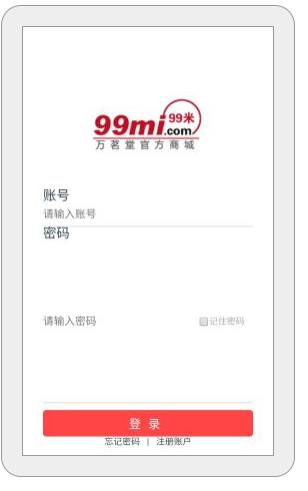 99mi
99米
.com
万茗堂官方商城
账号
请输入账号
密码
请输入密码
记住密码
登录
忘记密码 | 注册账户